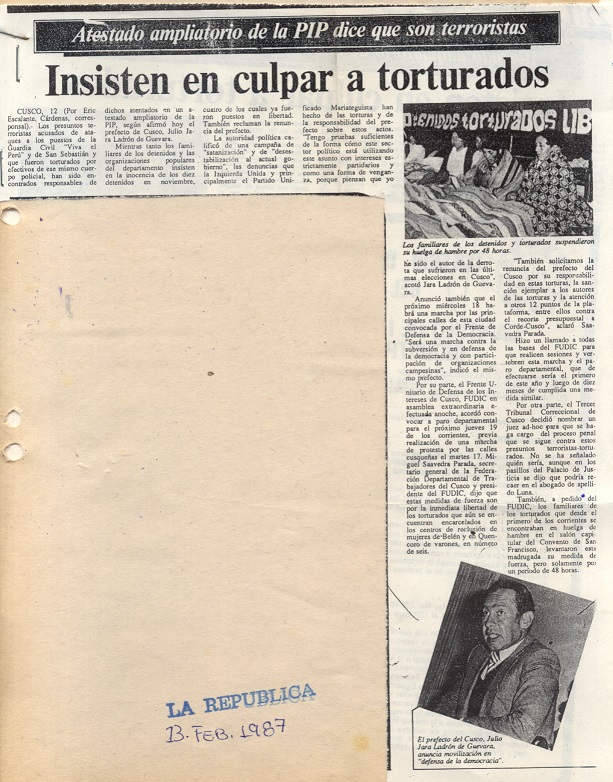 Atestado ampliatorio de la PIP dice que son terroristas
Insisten en culpar a torturados
CUSCO, 12 (Por Eric
Escalante, Cárdenas, corres-
ponsal).- Los presuntos te-
rroristas acusados de ata-
ques a los puestos de la
Guardia Civil "Viva el
Perú" y de San Sebastián y
que fueron torturados por
efectivos de ese mismo cuer-
po policial, han sido en-
contrados responsables de
dichos atentados en un a-
testado ampliatorio de la
PIP, según afirmó hoy el
prefecto de Cusco, Julio Ja-
ra Ladrón de Guevara.
Mientras tanto los fami-
liares de los detenidos y las
organizaciones populares
del departamento insisten
en la inocencia de los diez
detenidos en noviembre,
cuatro de los cuales ya fue-
ron puestos en libertad.
También reclaman la renun-
cia del prefecto.
La autoridad política ca-
lificó de una campaña de
"satanización" y de "deses-
tabilización al actual go-
bierno", las denuncias que
la Izquierda Unida y prin-
cipalmente el Partido Uni-
ficado Mariateguista han
hecho de las torturas y de
la responsabilidad del pre-
fecto sobre estos actos.
"Tengo pruebas suficientes
de la forma cómo este sec-
tor político está utilizando
este asunto con intereses es-
trictamente partidarios y
como una forma de vengan-
za, porque piensan que yo
DETENIDOS TORTURADOS LIB
Los familiares de los detenidos y torturados suspendieron
su huelga de hambre por 48 horas.
he sido el autor de la derro-
ta que sufrieron en las últi-
mas elecciones en Cusco",
acotó Jara Ladrón de Gueva-
ra.
Anunció también que el
próximo miércoles 18 ha-
brá una marcha por las prin-
cipales calles de esta ciudad
convocada por el Frente de
Defensa de la Democracia.
"Será una marcha contra la
subversión y en defensa de
la democracia y con partici-
pación de organizaciones
campesinas", indicó el mis-
mo prefecto.
Por su parte, el Frente U-
nitario de Defensa de los In-
tereses de Cusco, FUDIC en
asamblea extraordinaria e-
fectuada anoche, acordó con-
vocar a paro departamental
para el próximo jueves 19
de los corrientes, previa
realización de una marcha
de protesta por las calles
cusqueñas el martes 17. Mi-
guel Saavedra Parada, secre-
tario general de la Federa-
ción Departamental de Tra-
bajadores del Cusco y presi-
dente del FUDIC, dijo que
estas medidas de fuerza son
por la inmediata libertad de
los torturados que aún se en-
cuentran encarcelados en
los centros de reclusión de
mujeres de Belén y en Quen-
coro de varones, en número
de seis.
"También solicitamos la
renuncia del prefecto del
Cusco por su responsabilidad
en estas torturas, la san-
ción ejemplar a los autores
de las torturas y la atención
a otros 12 puntos de la pla-
taforma, entre ellos contra
el recorte presupuestal a
Corde-Cusco", aclaró Saa-
vedra Parada.
Hizo un llamado a todas
las bases del FUDIC para
que realicen sesiones y
esta marcha y el pa-
ro departamental, que de
efectuarse sería el primero de
este año y luego de diez
meses de cumplida una me-
dida similar.
Por otra parte, el Tercer
Tribunal Correccional de
Cusco decidió nombrar un
juez ad-hoc para que se ha-
ga cargo del proceso penal
que se sigue contra estos
presuntos terroristas-tortu-
rados. No se ha señalado
quién sería, aunque en los
pasillos del Palacio de Justi-
cia se dijo que podría re-
caer en el abogado de apelli-
do Luna.
También, a pedido del
FUDIC, los familiares de
los torturados que desde el
primero de los corrientes se
encontraban en huelga de
hambre en el salón capi-
tular del Convento de San
Francisco, levantaron esta
madrugada su medida de
fuerza, pero solamente por
un período de 48 horas.
LA REPUBLICA
13 FEB. 1987
El prefecto del Cusco, Julio
Jara Ladrón de Guevara,
anuncia movilización en
"defensa de la democracia".